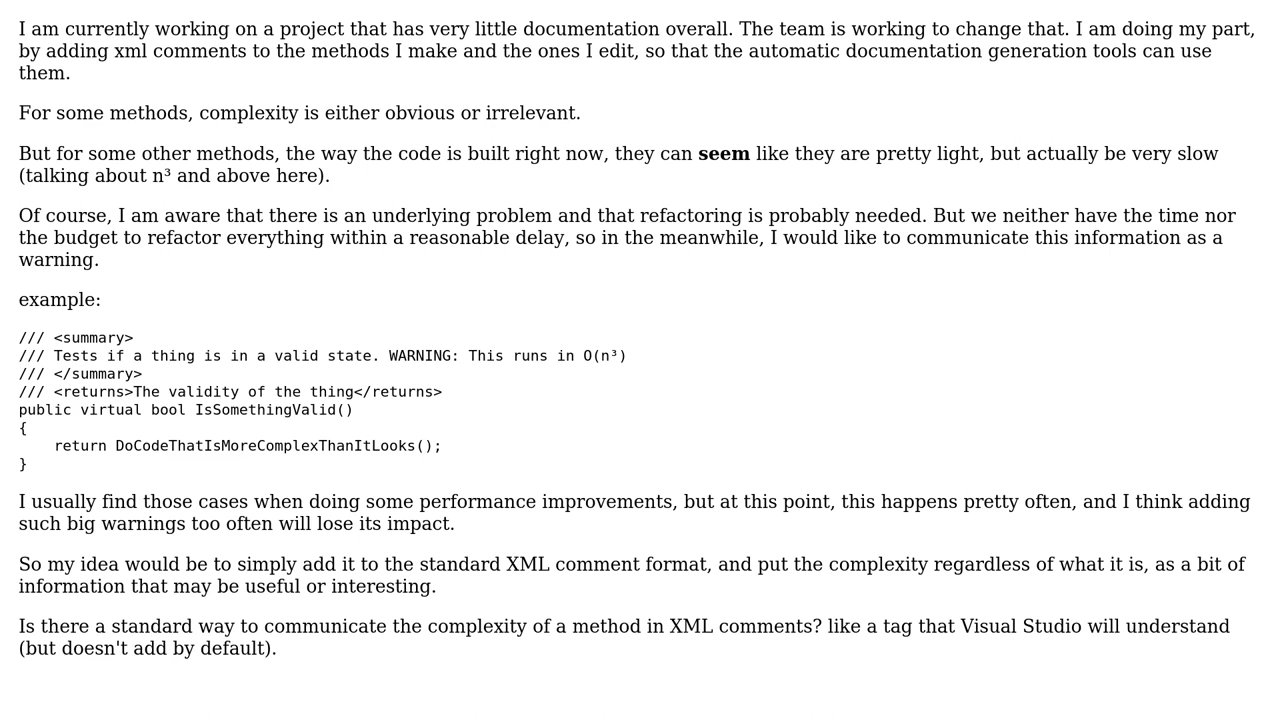 I am currently working on a project that has very little documentation overall. The team is working to change that. I am doing my part,
by adding xml comments to the methods I make and the ones I edit, so that the automatic documentation generation tools can use
them.
For some methods, complexity is either obvious or irrelevant.
But for some other methods, the way the code is built right now, they can seem like they are pretty light, but actually be very slow
(talking about n³ and above here).
Of course, I am aware that there is an underlying problem and that refactoring is probably needed. But we neither have the time nor
the budget to refactor everything within a reasonable delay, so in the meanwhile, I would like to communicate this information as a
warning.
example:
/// <summary>
/// Tests if a thing is in a valid state. WARNING: This runs in O(n³)
/// </summary>
/// <returns>The validity of the thing</returns>
public virtual bool IsSomethingValid()
{
    return DoCodeThatIsMoreComplexThanItLooks();
}
I usually find those cases when doing some performance improvements, but at this point, this happens pretty often, and I think adding
such big warnings too often will lose its impact.
So my idea would be to simply add it to the standard XML comment format, and put the complexity regardless of what it is, as a bit of
information that may be useful or interesting.
Is there a standard way to communicate the complexity of a method in XML comments? like a tag that Visual Studio will understand
(but doesn't add by default).